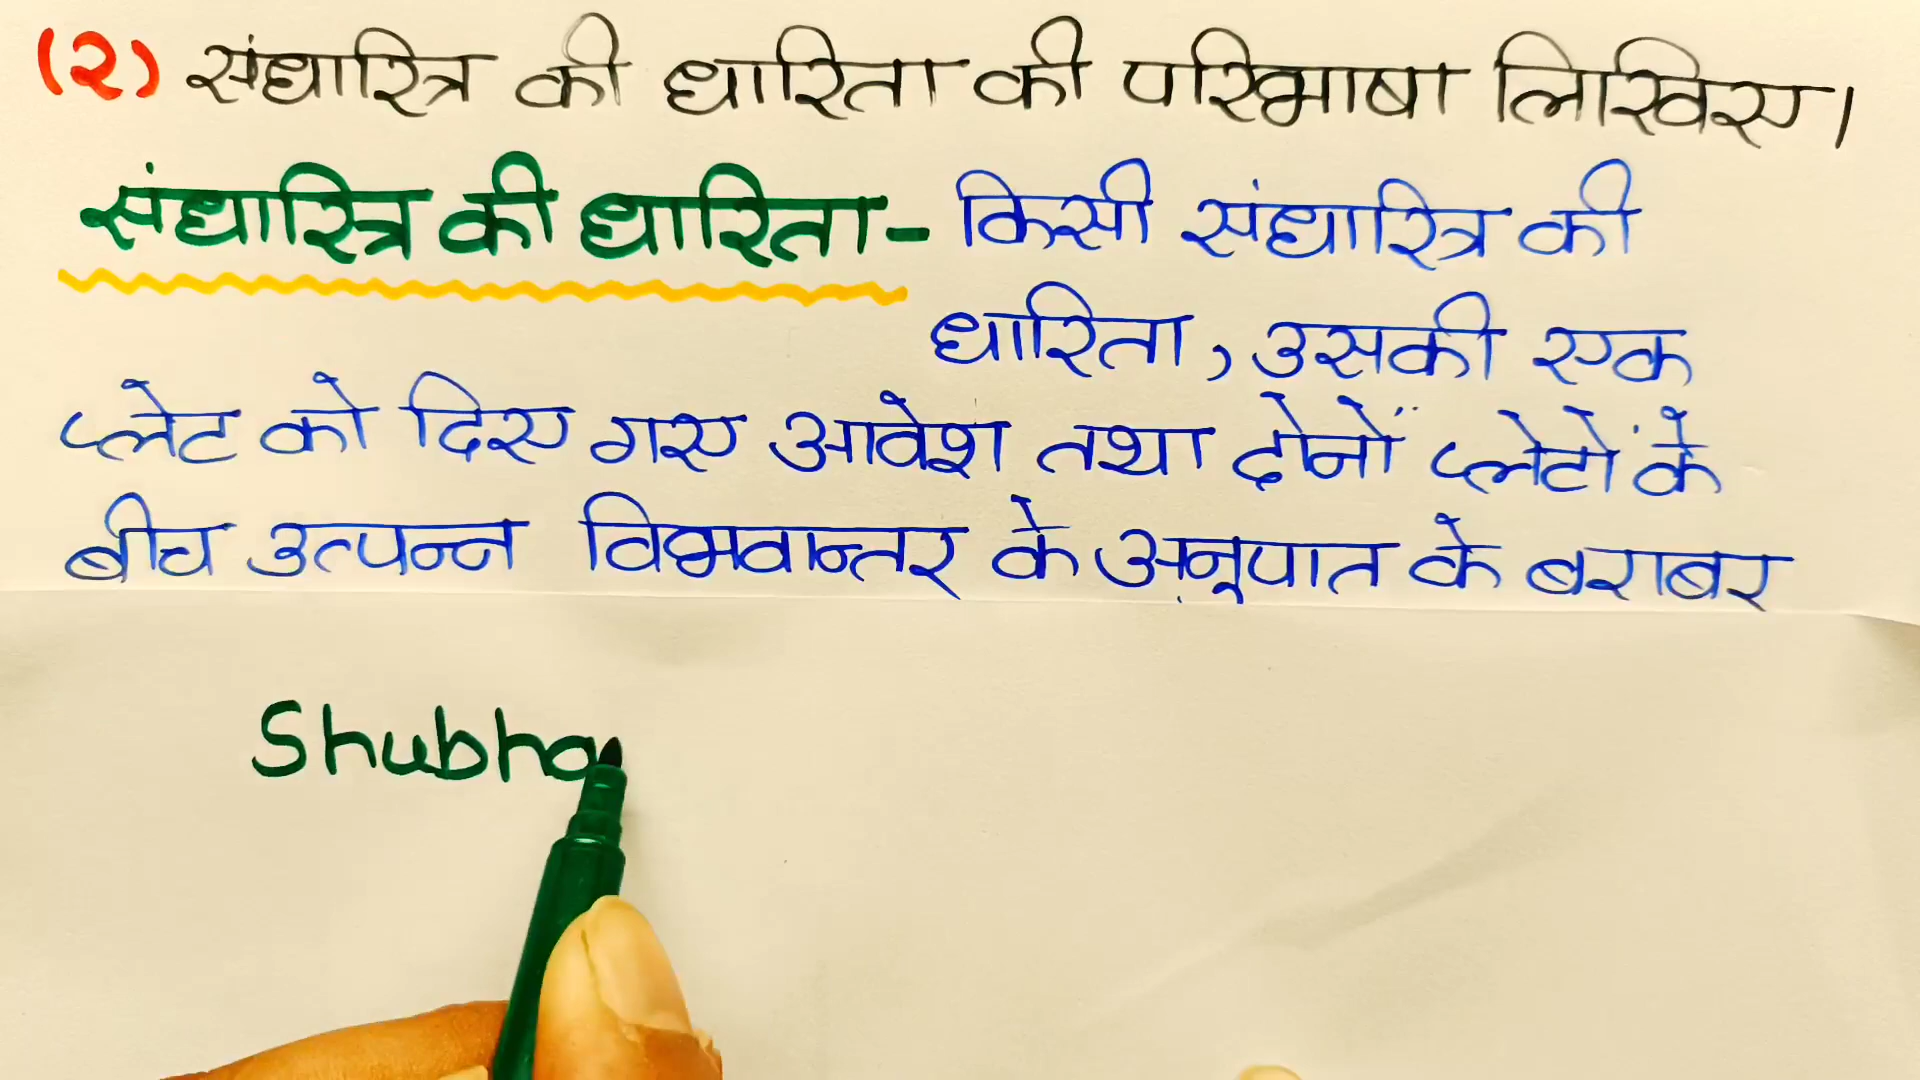 (२) संधारित्र की धारिता की परिभाषा लिखिए।
संधारित्र की धारिता - किसी संधारित्र की
धारिता, उसकी एक
प्लेट को दिए गए आवेश तथा दोनों प्लेटों के
बीच उत्पन्न विभवान्तर के अनुपात के बराबर
Shubha